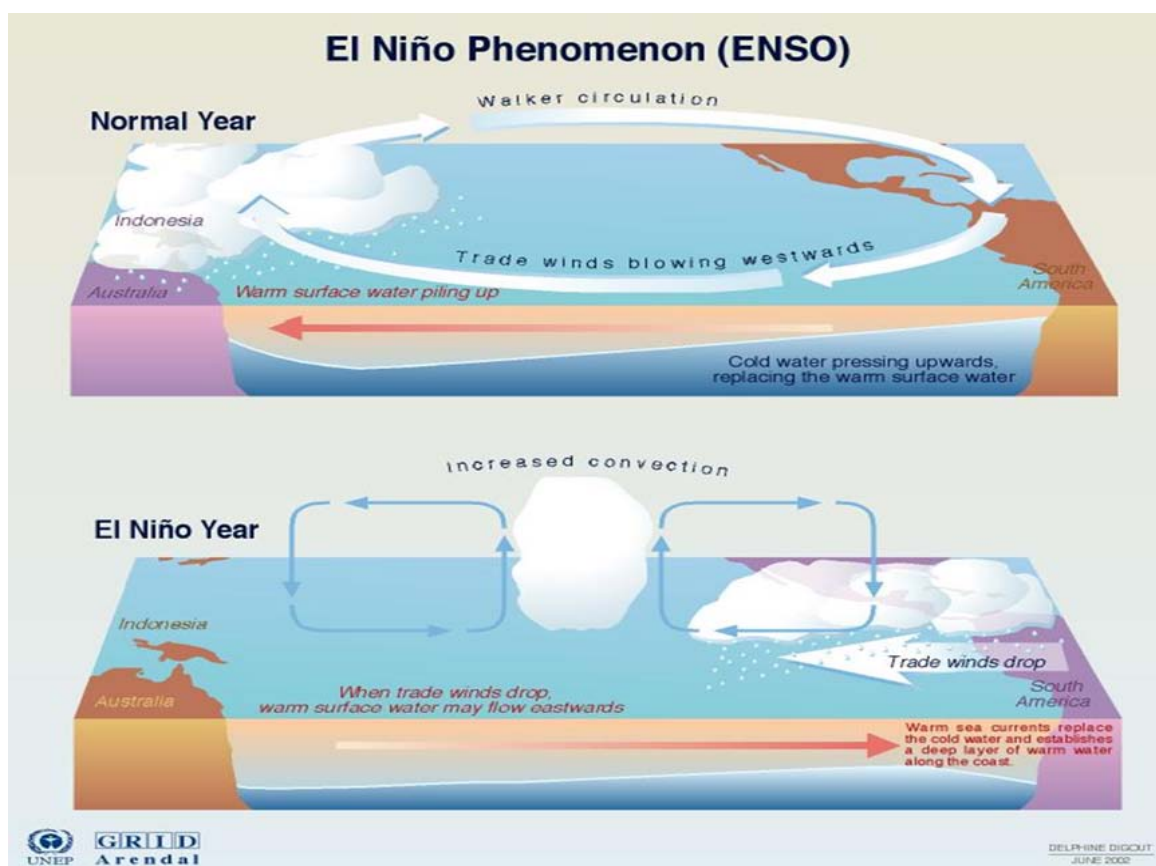 El Niño Phenomenon (ENSO)
Walker circulation
Normal Year
Indonesia
Trade winds blowing westwards
South
America
Australia
Warm surface water piling up
Cold water pressing upwards,
replacing the warm surface water
Increased convection
El Niño Year
Indonesia
Trade winds drop
South
America
Australia
When trade winds drop,
warm surface water may flow eastwards
Warm sea currents replace
the cold water and establishes
a deep layer of warm water
along the coast.
UNEP
GRID
Arendal
DELPHINE DIGOUT
JUNE 2002